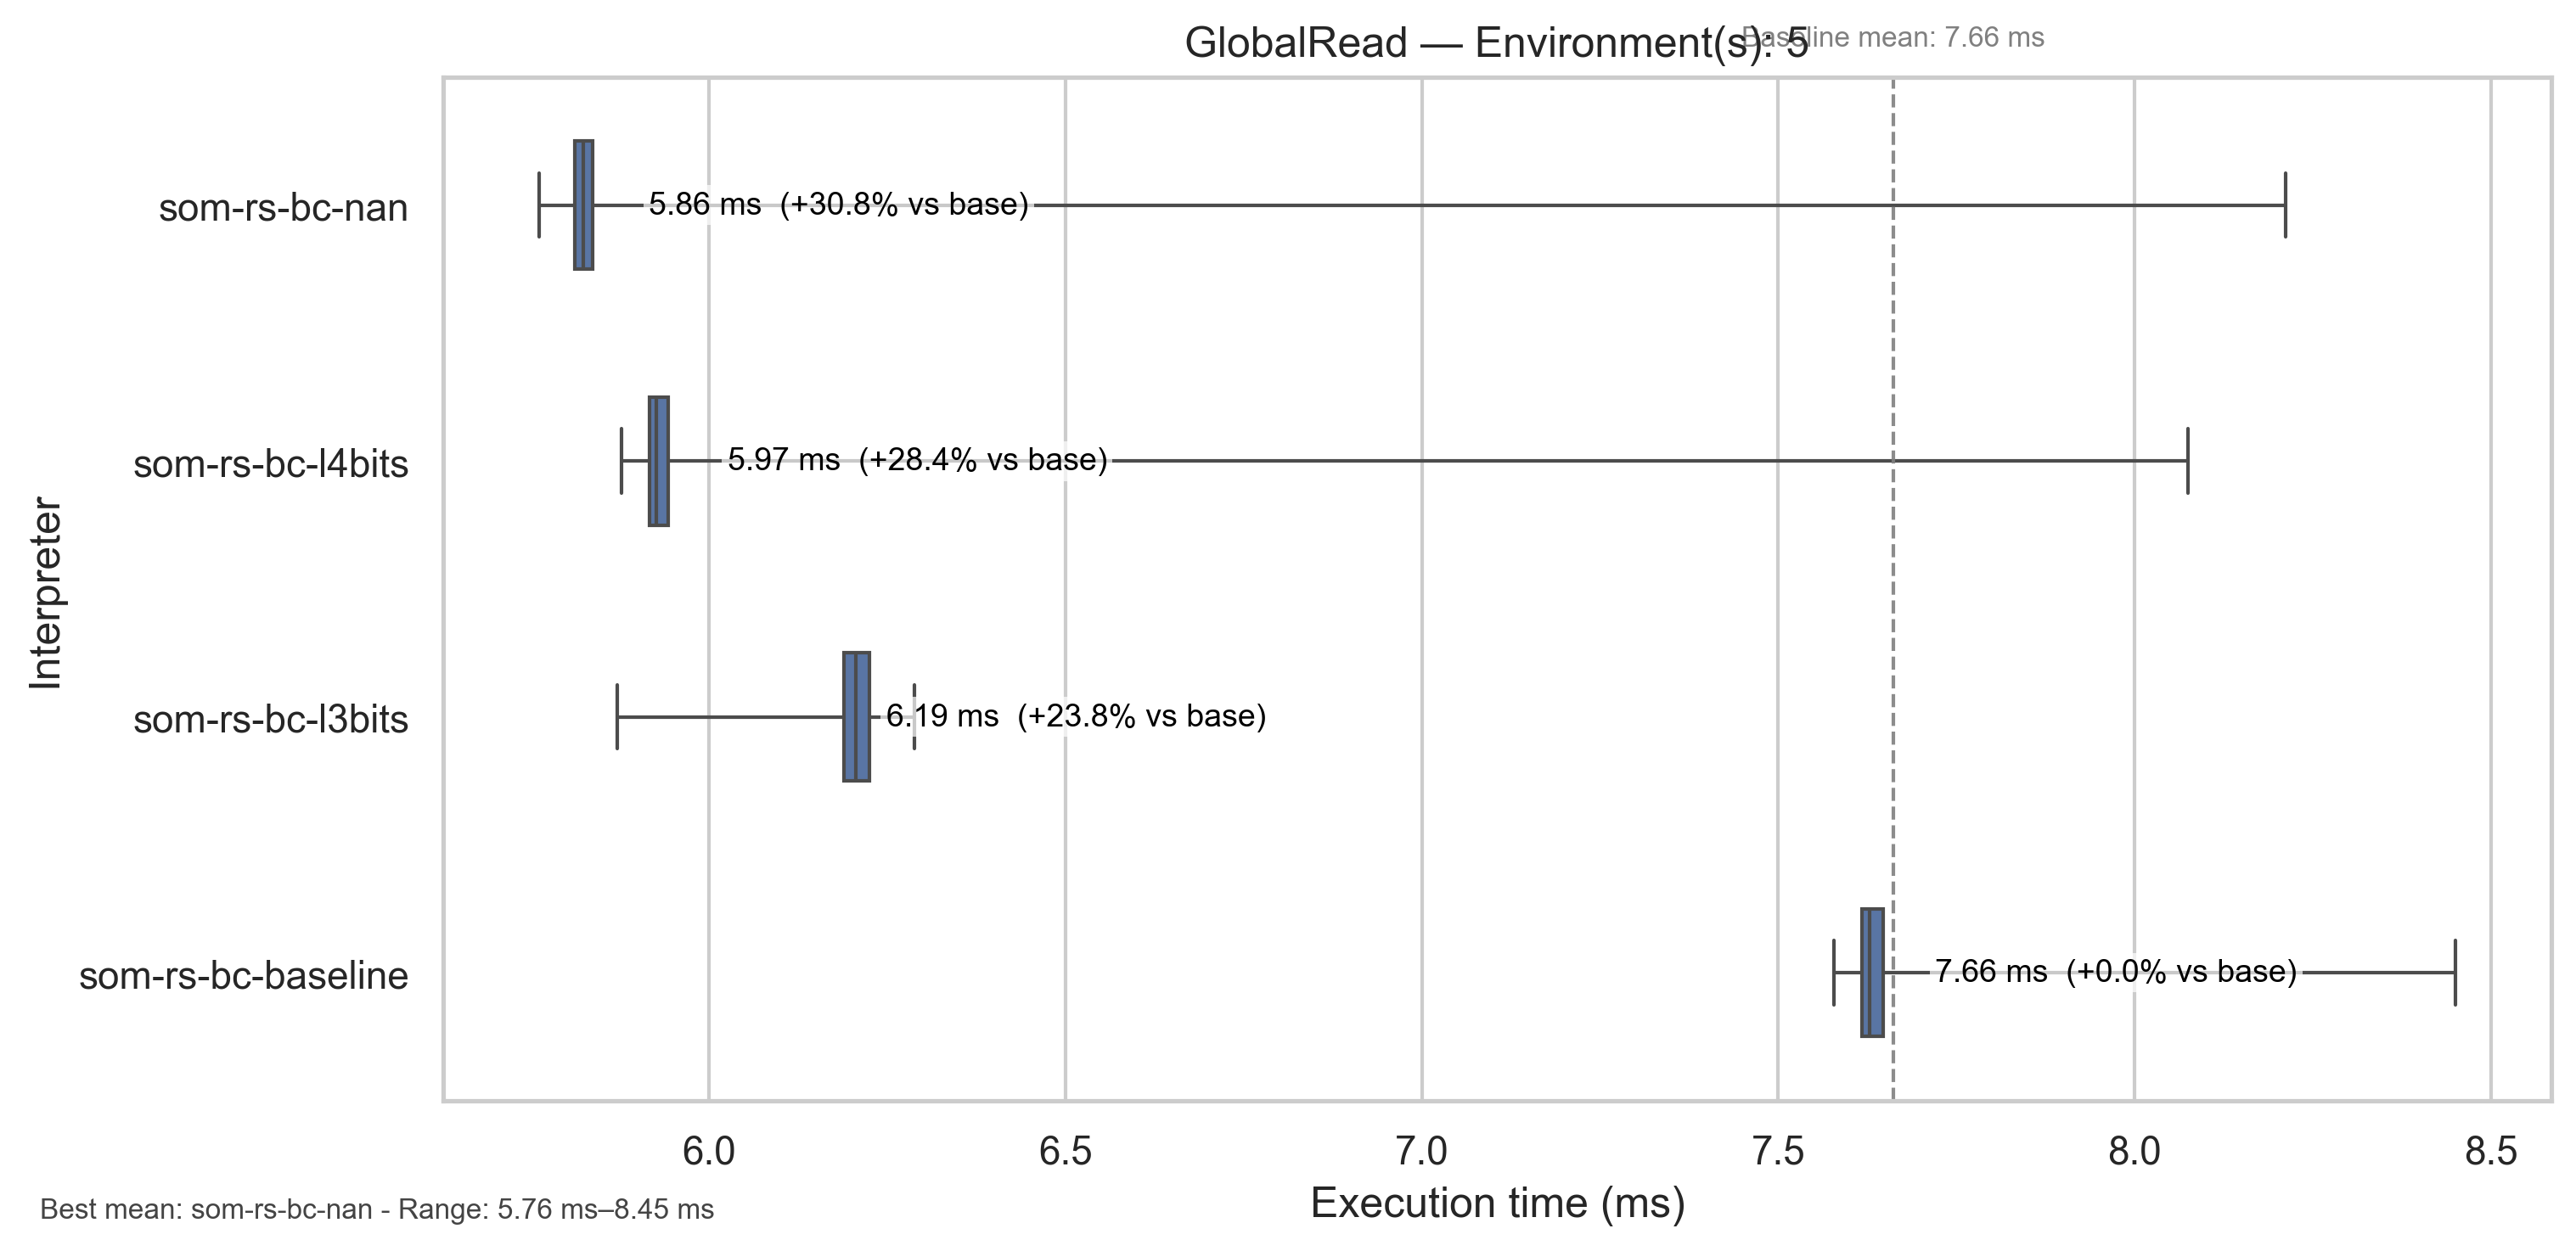 GlobalRead — Environment(s): 5
Baseline mean: 7.66 ms
Interpreter
som-rs-bc-nan
5.86 ms (+30.8% vs base)
som-rs-bc-l4bits
5.97 ms (+28.4% vs base)
som-rs-bc-l3bits
6.19 ms (+23.8% vs base)
som-rs-bc-baseline
7.66 ms (+0.0% vs base)
6.0 6.5 7.0 7.5 8.0 8.5
Execution time (ms)
Best mean: som-rs-bc-nan - Range: 5.76 ms–8.45 ms